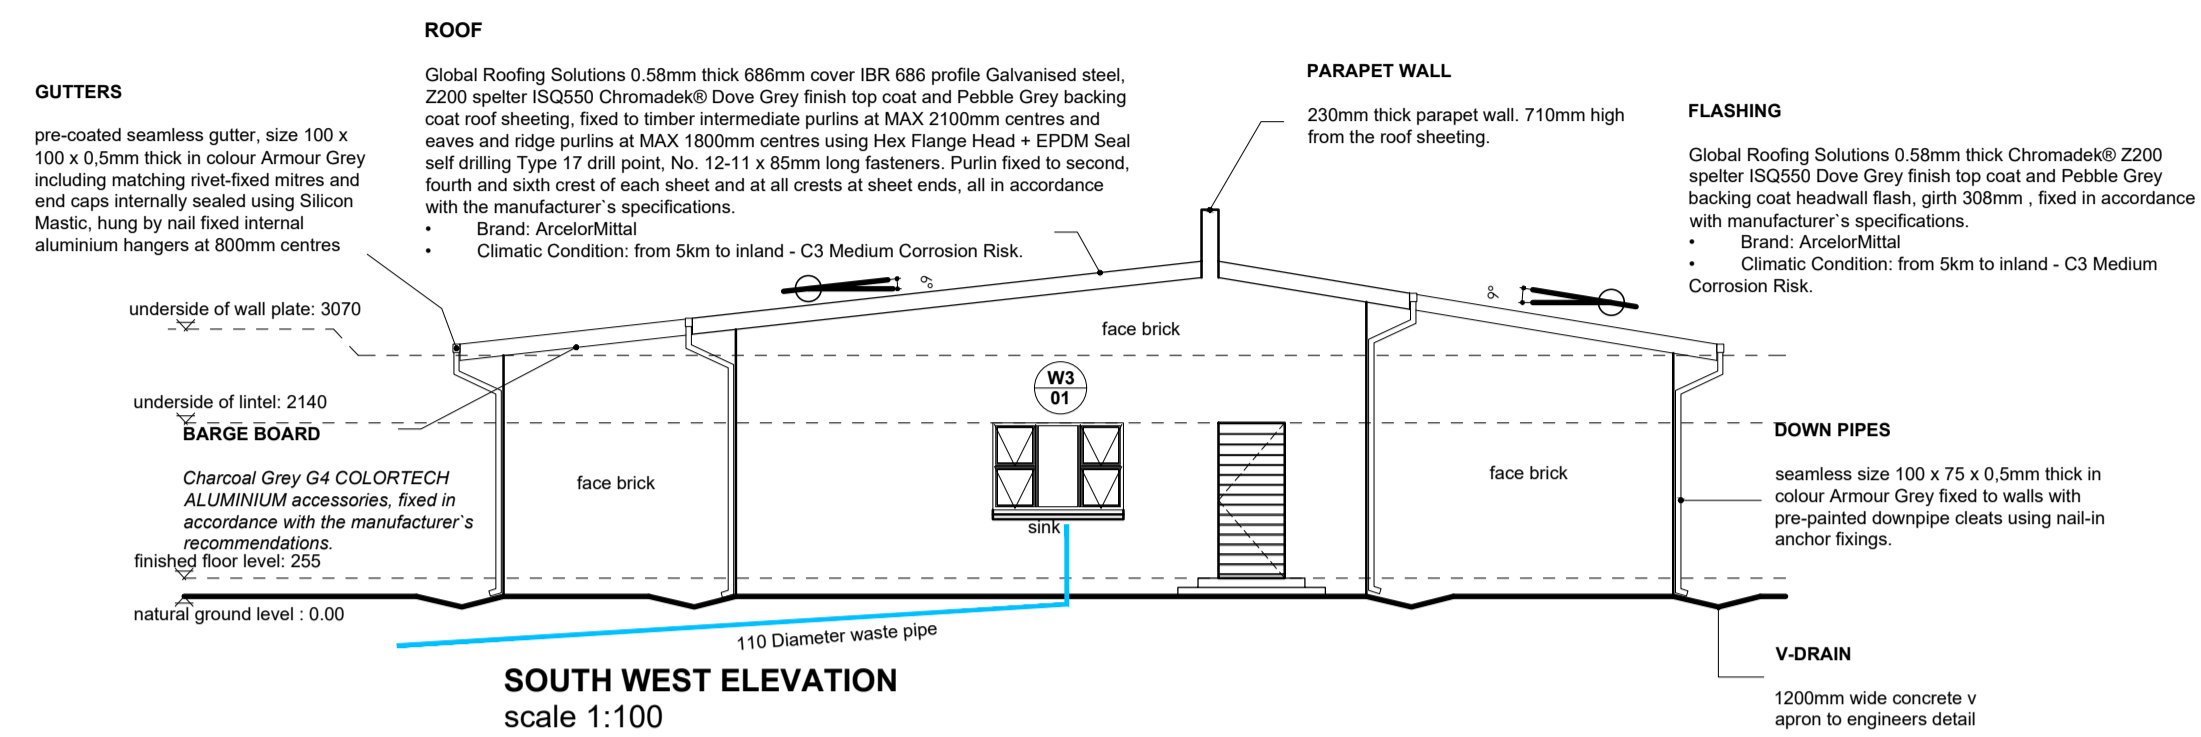 ROOF
Global Roofing Solutions 0.58mm thick 686mm cover IBR 686 profile Galvanised steel,
Z200 spelter ISQ550 Chromadek® Dove Grey finish top coat and Pebble Grey backing
coat roof sheeting, fixed to timber intermediate purlins at MAX 2100mm centres and
eaves and ridge purlins at MAX 1800mm centres using Hex Flange Head + EPDM Seal
self drilling Type 17 drill point, No. 12-11 x 85mm long fasteners. Purlin fixed to second,
fourth and sixth crest of each sheet and at all crests at sheet ends, all in accordance
with the manufacturer`s specifications.
• Brand: ArcelorMittal
• Climatic Condition: from 5km to inland - C3 Medium Corrosion Risk.
GUTTERS
pre-coated seamless gutter, size 100 x
100 x 0,5mm thick in colour Armour Grey
including matching rivet-fixed mitres and
end caps internally sealed using Silicon
Mastic, hung by nail fixed internal
aluminium hangers at 800mm centres
PARAPET WALL
230mm thick parapet wall. 710mm high
from the roof sheeting.
FLASHING
Global Roofing Solutions 0.58mm thick Chromadek® Z200
spelter ISQ550 Dove Grey finish top coat and Pebble Grey
backing coat headwall flash, girth 308mm , fixed in accordance
with manufacturer`s specifications.
• Brand: ArcelorMittal
• Climatic Condition: from 5km to inland - C3 Medium
Corrosion Risk.
underside of wall plate: 3070
face brick
W3
01
underside of lintel: 2140
BARGE BOARD
Charcoal Grey G4 COLORTECH
ALUMINIUM accessories, fixed in
accordance with the manufacturer`s
recommendations.
finished floor level: 255
natural ground level : 0.00
face brick
sink
face brick
DOWN PIPES
seamless size 100 x 75 x 0,5mm thick in
colour Armour Grey fixed to walls with
pre-painted downpipe cleats using nail-in
anchor fixings.
110 Diameter waste pipe
V-DRAIN
1200mm wide concrete v
apron to engineers detail
SOUTH WEST ELEVATION
scale 1:100